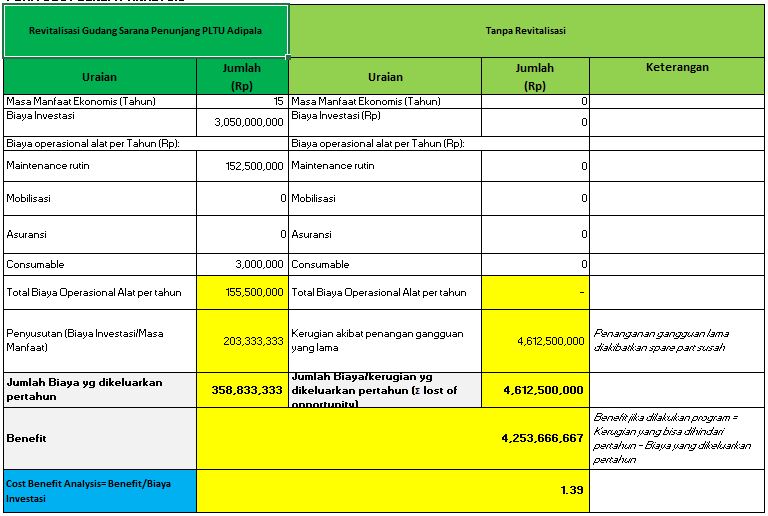 Revitalisasi Gudang Sarana Penunjang PLTU Adipala
Tanpa Revitalisasi
Uraian
Jumlah
(Rp)
Uraian
Jumlah
(Rp)
Keterangan
Masa Manfaat Ekonomis (Tahun)
15
Masa Manfaat Ekonomis (Tahun)
0
Biaya Investasi
3,050,000,000
Biaya Investasi (Rp)
0
Biaya operasional alat per Tahun (Rp):
Biaya operasional alat per Tahun (Rp):
Maintenance rutin
152,500,000
Maintenance rutin
0
Mobilisasi
0
Mobilisasi
0
Asuransi
0
Asuransi
0
Consumable
3,000,000
Consumable
0
Total Biaya Operasional Alat per tahun
155,500,000
Total Biaya Operasional Alat per tahun
-
Penyusutan (Biaya Investasi/Masa
Manfaat)
203,333,333
Kerugian akibat penangan gangguan
yang lama
4,612,500,000
Penanganan gangguan lama
diakibatkan spare part susah
Jumlah Biaya yg dikeluarkan
pertahun
358,833,333
Jumlah Biaya/kerugian yg
dikeluarkan pertahun (Σ lost of
opportunity)
4,612,500,000
Benefit
4,253,666,667
Benefit jika dilakukan program =
Kerugian yang bisa dihindari
pertahun - Biaya yang dikeluarkan
pertahun
Cost Benefit Analysis= Benefit/Biaya
Investasi
1.39